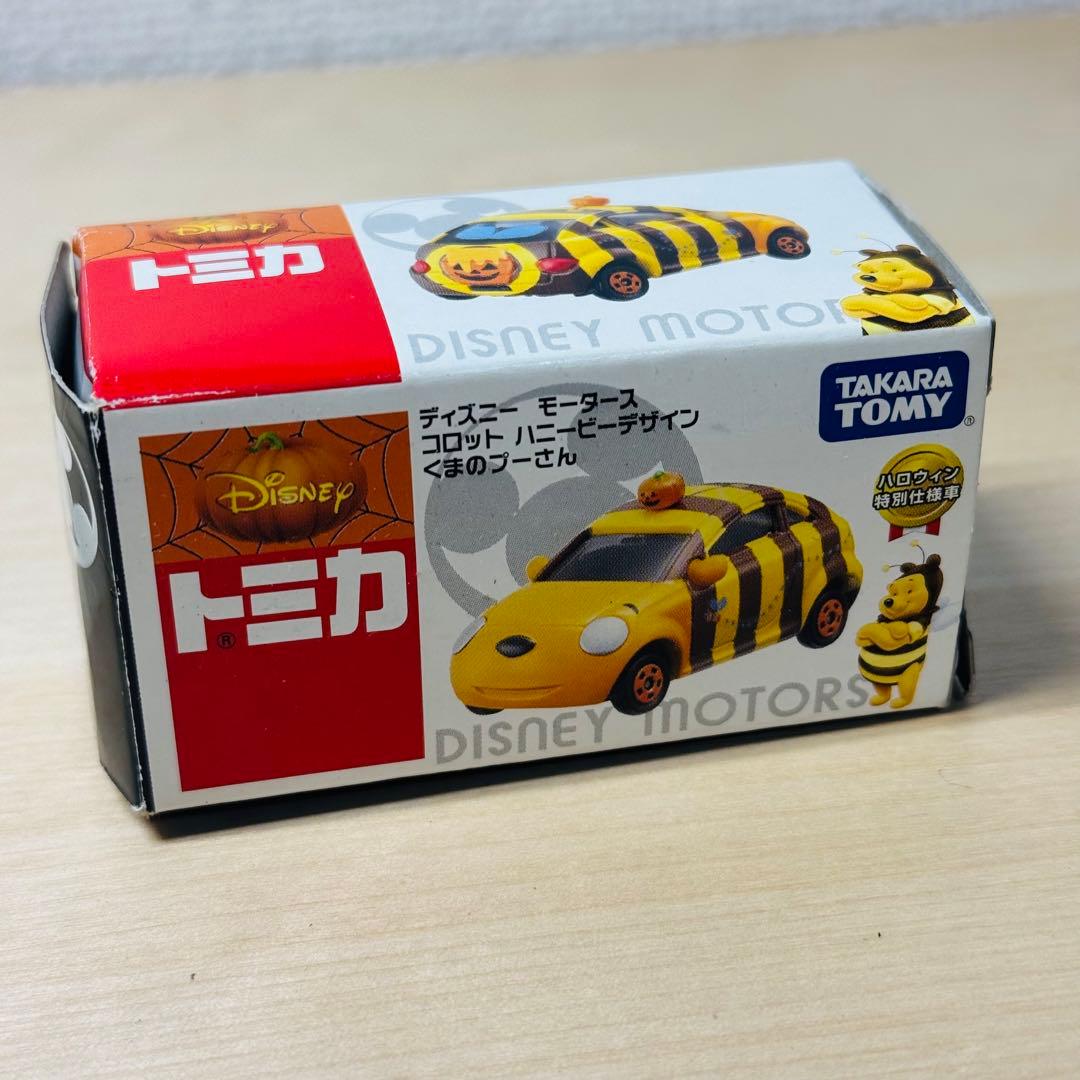 DISNEY
トミカ
DISNEY MOTOR
ディズニー モータース
コロット ハニービーデザイン
くまのプーさん
TAKARA
TOMY
®
ハロウィン
特別仕様車
DISNEY
トミカ
®
DISNEY MOTORS